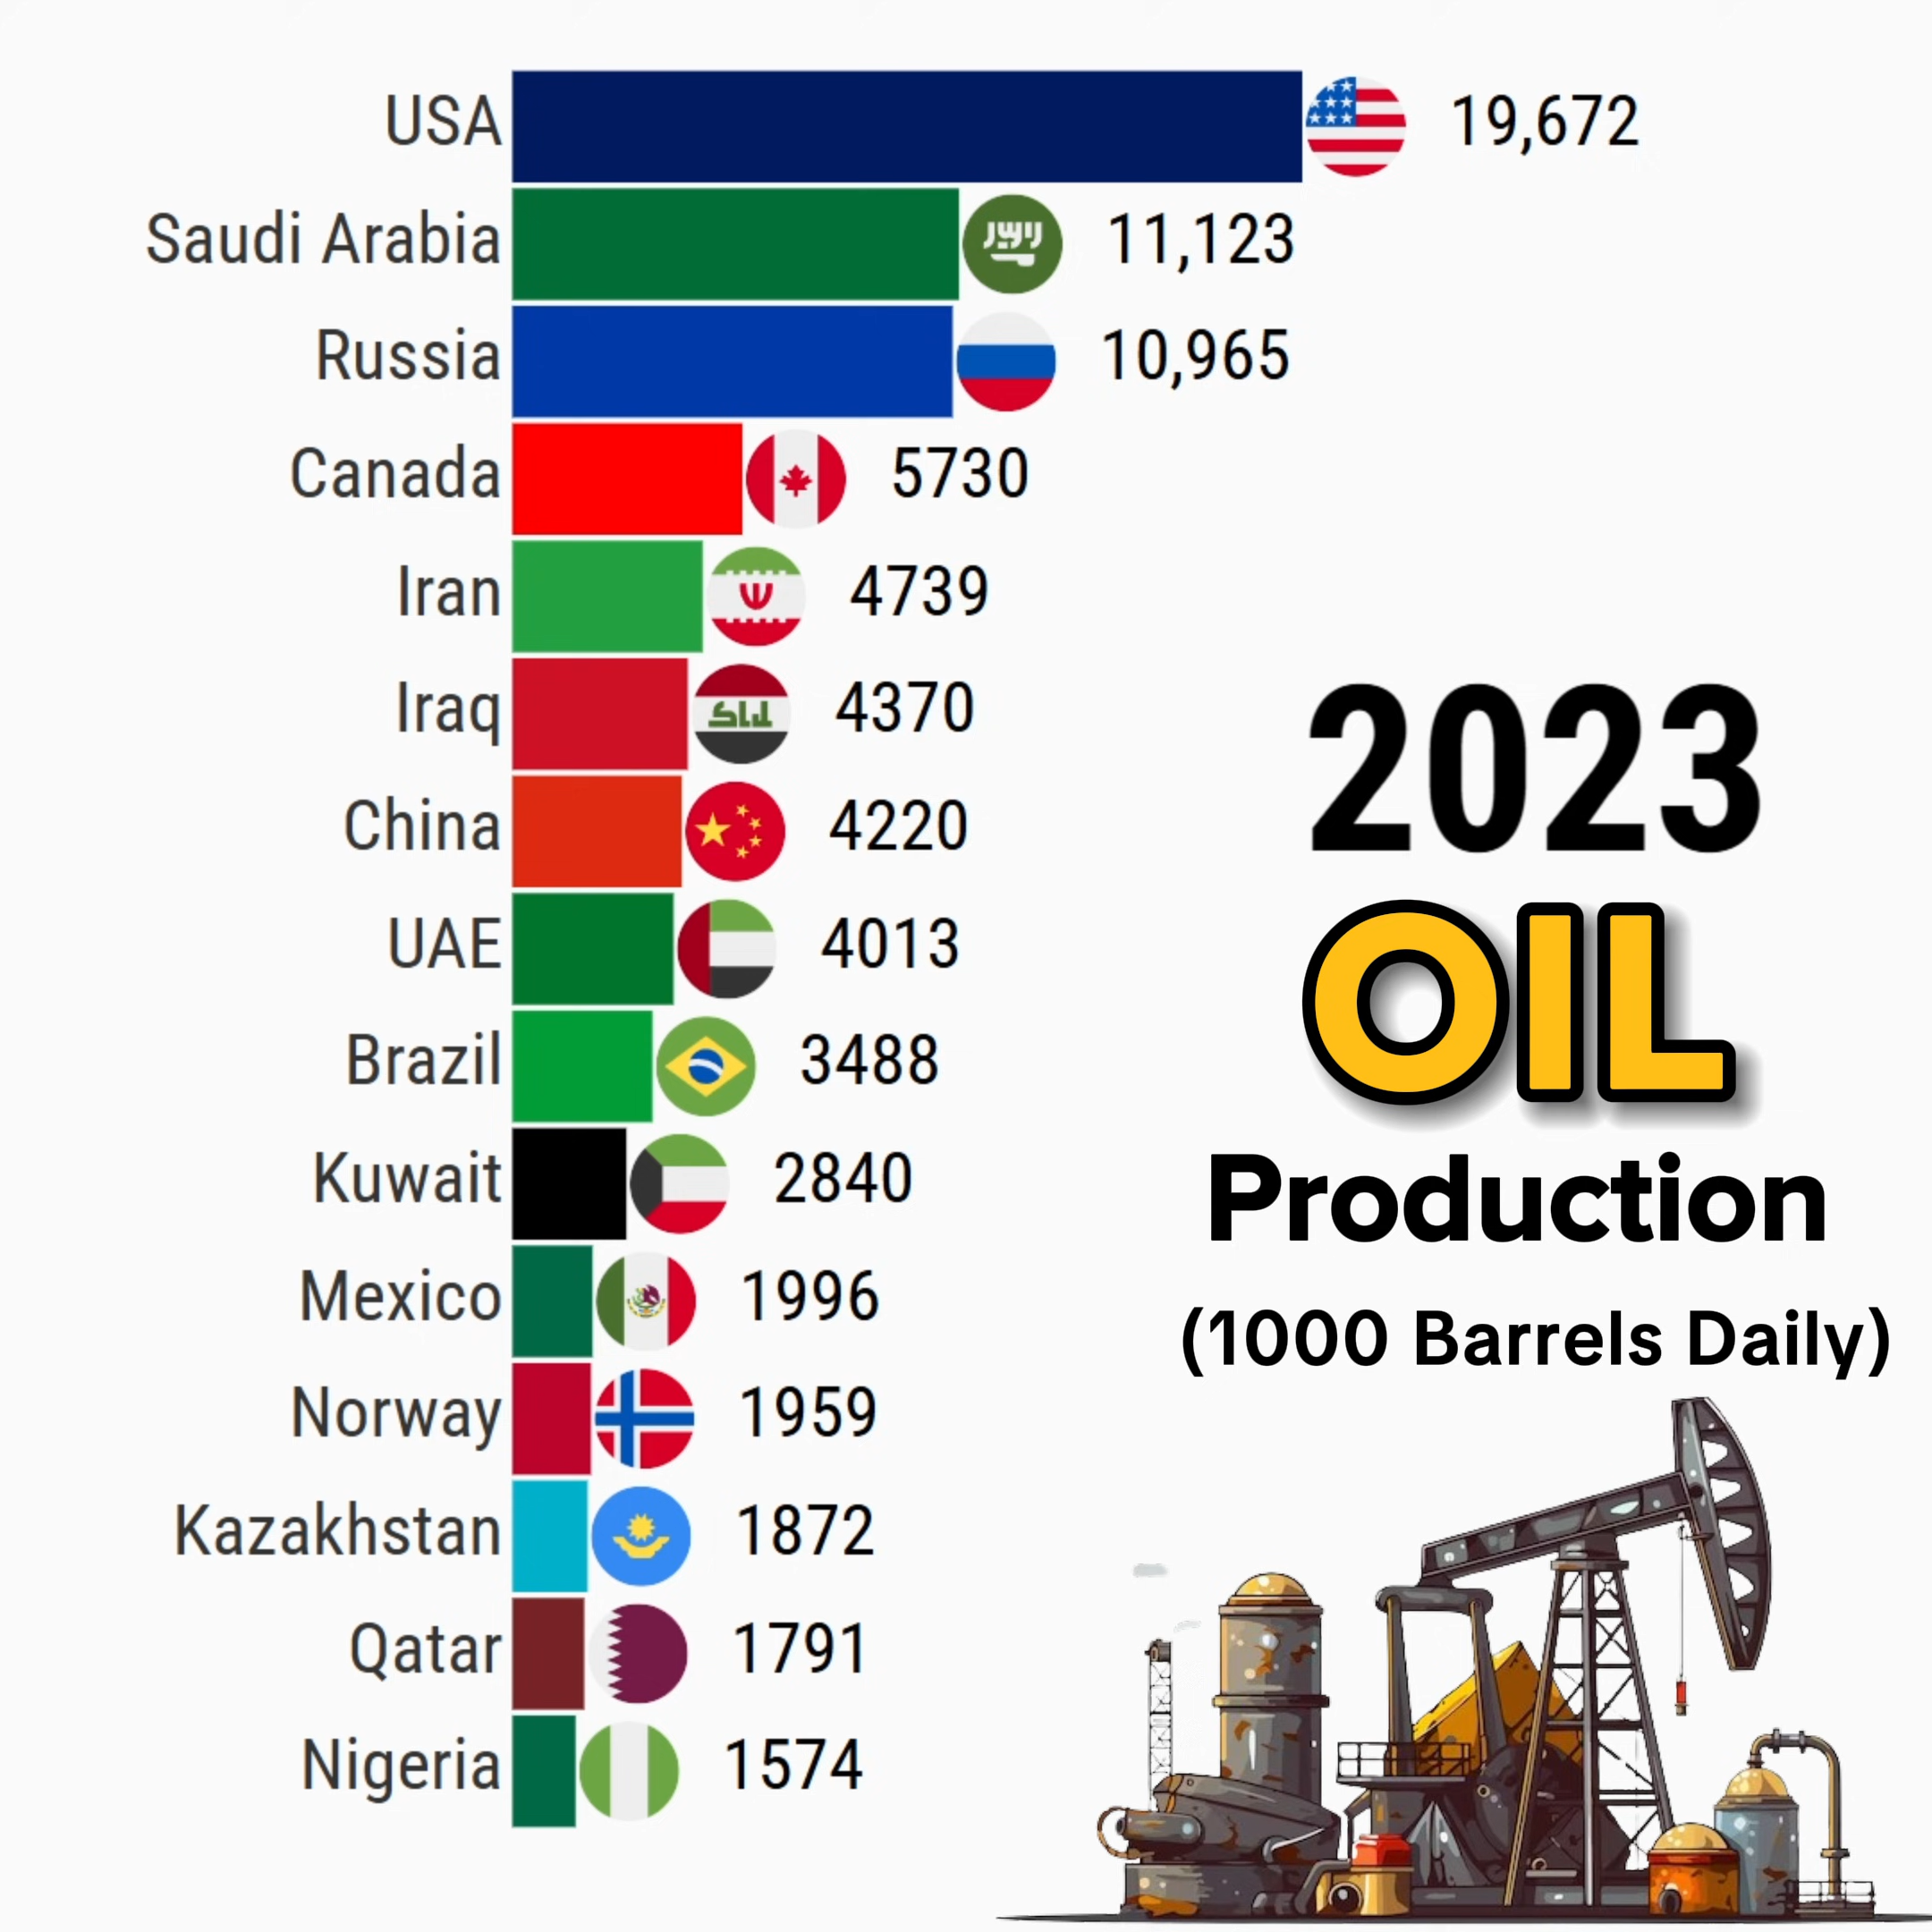 USA 19,672
Saudi Arabia 11,123
Russia 10,965
Canada 5730
Iran 4739
Iraq 4370
China 4220
UAE 4013
Brazil 3488
Kuwait 2840
Mexico 1996
Norway 1959
Kazakhstan 1872
Qatar 1791
Nigeria 1574
2023
OIL
Production
(1000 Barrels Daily)